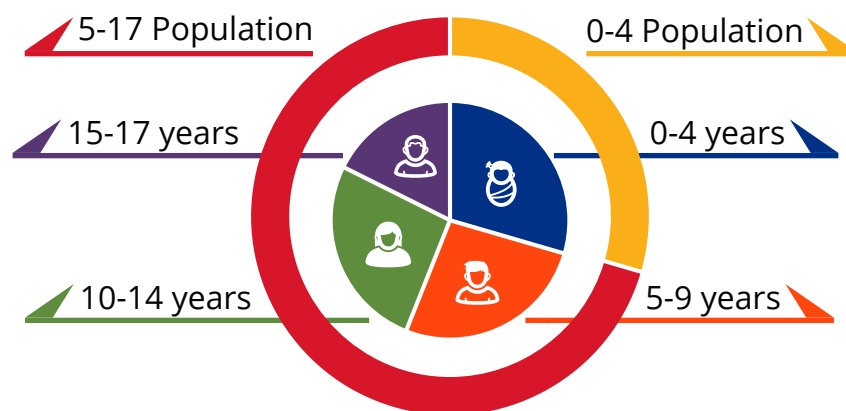 5-17 Population
0-4 Population
15-17 years
0-4 years
10-14 years
5-9 years